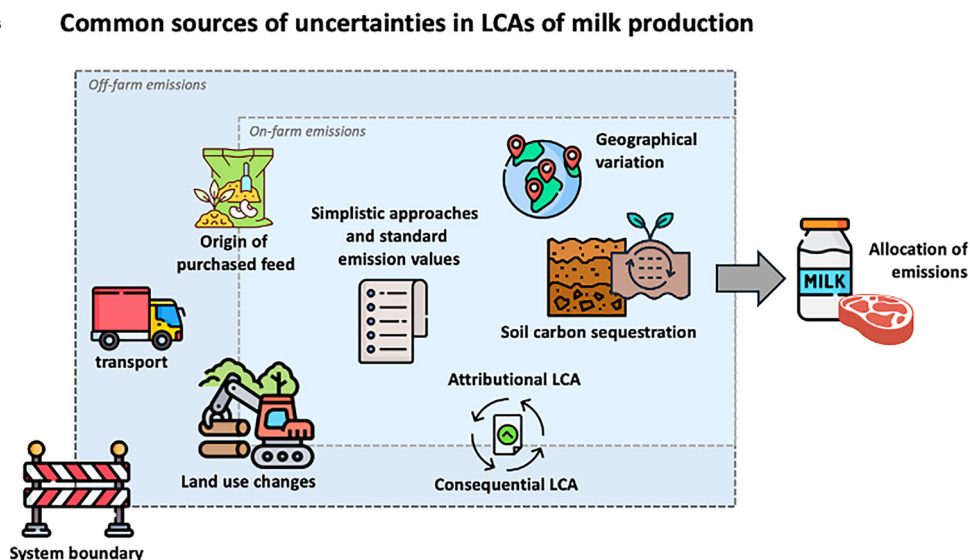 Common sources of uncertainties in LCAs of milk production
Off-farm emissions
On-farm emissions
Geographical
variation
Origin of
purchased feed
Simplistic approaches
and standard
emission values
Soil carbon sequestration
MILK
Allocation of
emissions
transport
Attributional LCA
Land use changes
Consequential LCA
System boundary